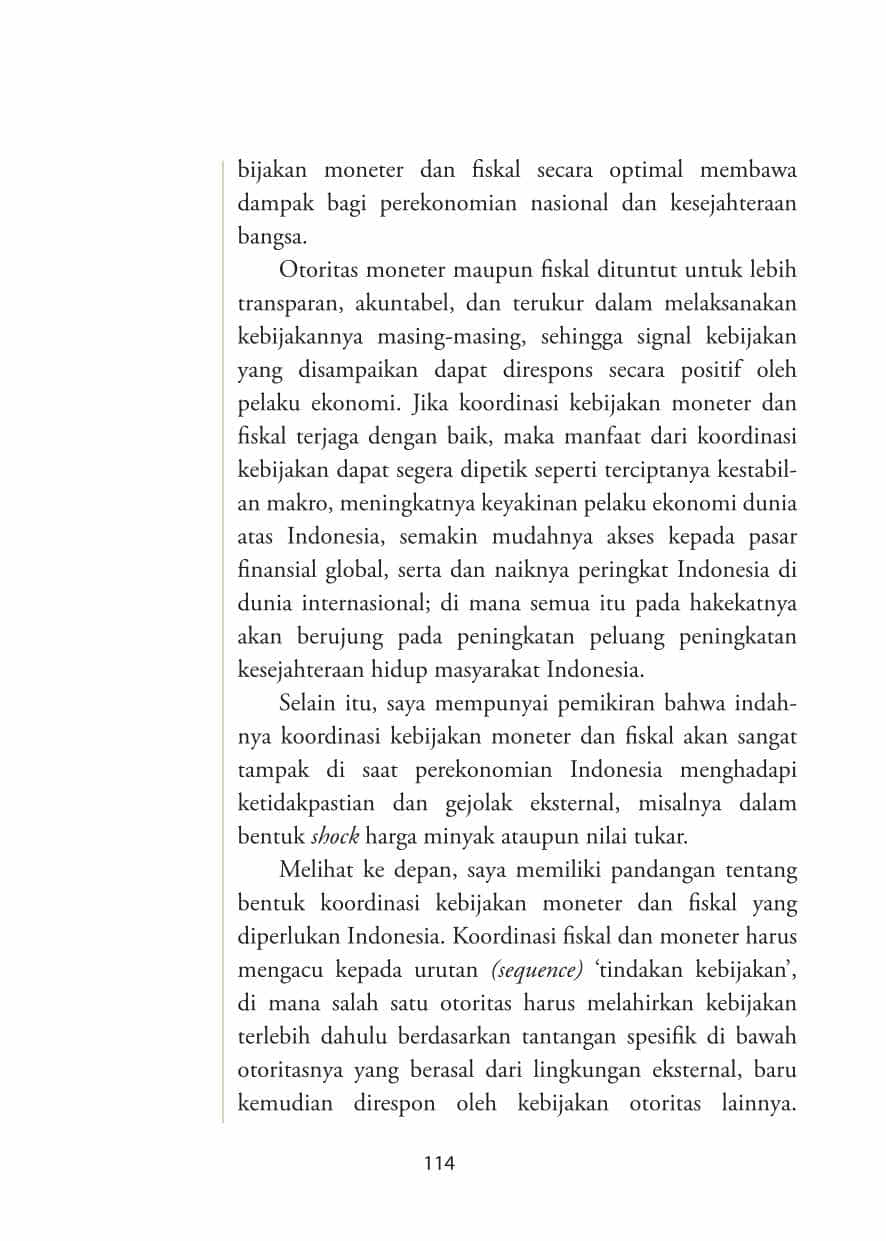 bijakan moneter dan fiskal secara optimal membawa
dampak bagi perekonomian nasional dan kesejahteraan
bangsa.
Otoritas moneter maupun fiskal dituntut untuk lebih
transparan, akuntabel, dan terukur dalam melaksanakan
kebijakannya masing-masing, sehingga signal kebijakan
yang disampaikan dapat direspons secara positif oleh
pelaku ekonomi. Jika koordinasi kebijakan moneter dan
fiskal terjaga dengan baik, maka manfaat dari koordinasi
kebijakan dapat segera dipetik seperti terciptanya kestabil-
an makro, meningkatnya keyakinan pelaku ekonomi dunia
atas Indonesia, semakin mudahnya akses kepada pasar
finansial global, serta dan naiknya peringkat Indonesia di
dunia internasional; di mana semua itu pada hakekatnya
akan berujung pada peningkatan peluang peningkatan
kesejahteraan hidup masyarakat Indonesia.
Selain itu, saya mempunyai pemikiran bahwa indah-
nya koordinasi kebijakan moneter dan fiskal akan sangat
tampak di saat perekonomian Indonesia menghadapi
ketidakpastian dan gejolak eksternal, misalnya dalam
bentuk shock harga minyak ataupun nilai tukar.
Melihat ke depan, saya memiliki pandangan tentang
bentuk koordinasi kebijakan moneter dan fiskal yang
diperlukan Indonesia. Koordinasi fiskal dan moneter harus
mengacu kepada urutan (sequence) ‘tindakan kebijakan’,
di mana salah satu otoritas harus melahirkan kebijakan
terlebih dahulu berdasarkan tantangan spesifik di bawah
otoritasnya yang berasal dari lingkungan eksternal, baru
kemudian direspon oleh kebijakan otoritas lainnya.
114